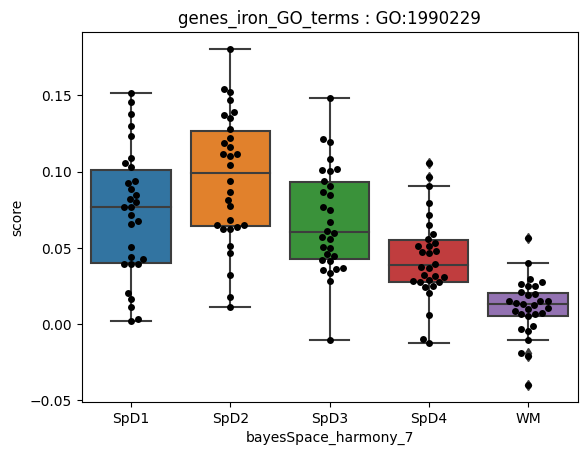 genes_iron_GO_terms : GO:1990229
score
0.15
0.10
0.05
0.00
−0.05
SpD1 SpD2 SpD3 SpD4 WM
bayesSpace_harmony_7